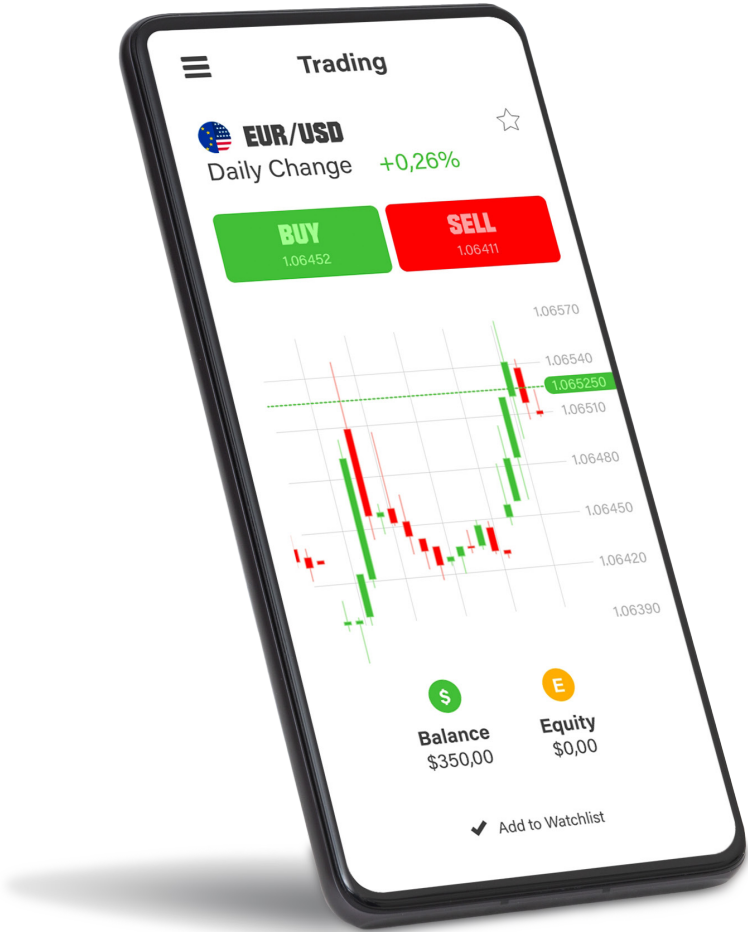 Trading
EUR/USD
Daily Change +0,26%
BUY
1.06452
SELL
1.06411
1.06570
1.06540
1.065250
1.06510
1.06480
1.06450
1.06420
1.06390
$
E
Balance
$350,00
Equity
$0,00
Add to Watchlist